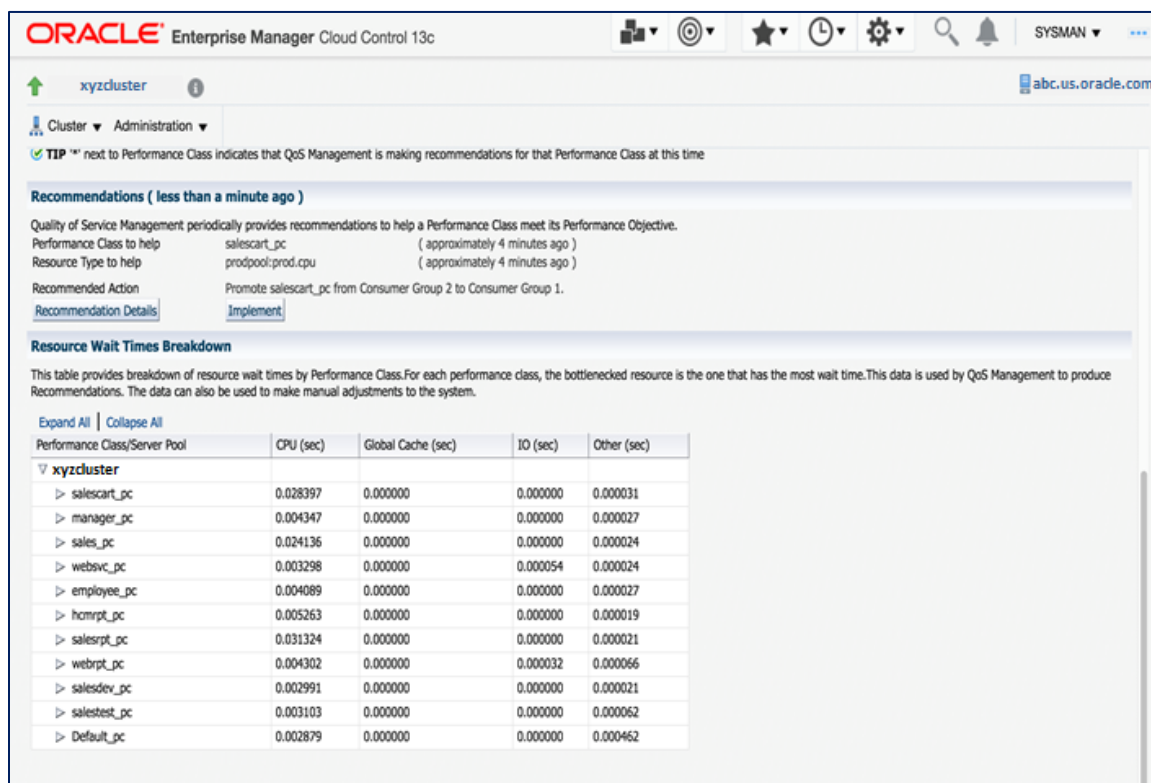 ORACLE® Enterprise Manager Cloud Control 13c SYSMAN
xyzcluster abc.us.oracle.com
Cluster Administration
TIP '*' next to Performance Class indicates that QoS Management is making recommendations for that Performance Class at this time
Recommendations ( less than a minute ago )
Quality of Service Management periodically provides recommendations to help a Performance Class meet its Performance Objective.
Performance Class to help salescart_pc ( approximately 4 minutes ago )
Resource Type to help prodpool:prod.cpu ( approximately 4 minutes ago )
Recommended Action Promote salescart_pc from Consumer Group 2 to Consumer Group 1.
Recommendation Details Implement
Resource Wait Times Breakdown
This table provides breakdown of resource wait times by Performance Class.For each performance class, the bottlenecked resource is the one that has the most wait time.This data is used by QoS Management to produce
Recommendations. The data can also be used to make manual adjustments to the system.
Expand All | Collapse All
Performance Class/Server Pool CPU (sec) Global Cache (sec) IO (sec) Other (sec)
xyzcluster
salescart_pc 0.028397 0.000000 0.000000 0.000031
manager_pc 0.004347 0.000000 0.000000 0.000027
sales_pc 0.024136 0.000000 0.000000 0.000024
websvc_pc 0.003298 0.000000 0.000054 0.000024
employee_pc 0.004089 0.000000 0.000000 0.000027
hcmrpt_pc 0.005263 0.000000 0.000000 0.000019
salesrpt_pc 0.031324 0.000000 0.000000 0.000021
webrpt_pc 0.004302 0.000000 0.000032 0.000066
salesdev_pc 0.002991 0.000000 0.000000 0.000021
salestest_pc 0.003103 0.000000 0.000000 0.000062
Default_pc 0.002879 0.000000 0.000000 0.000462